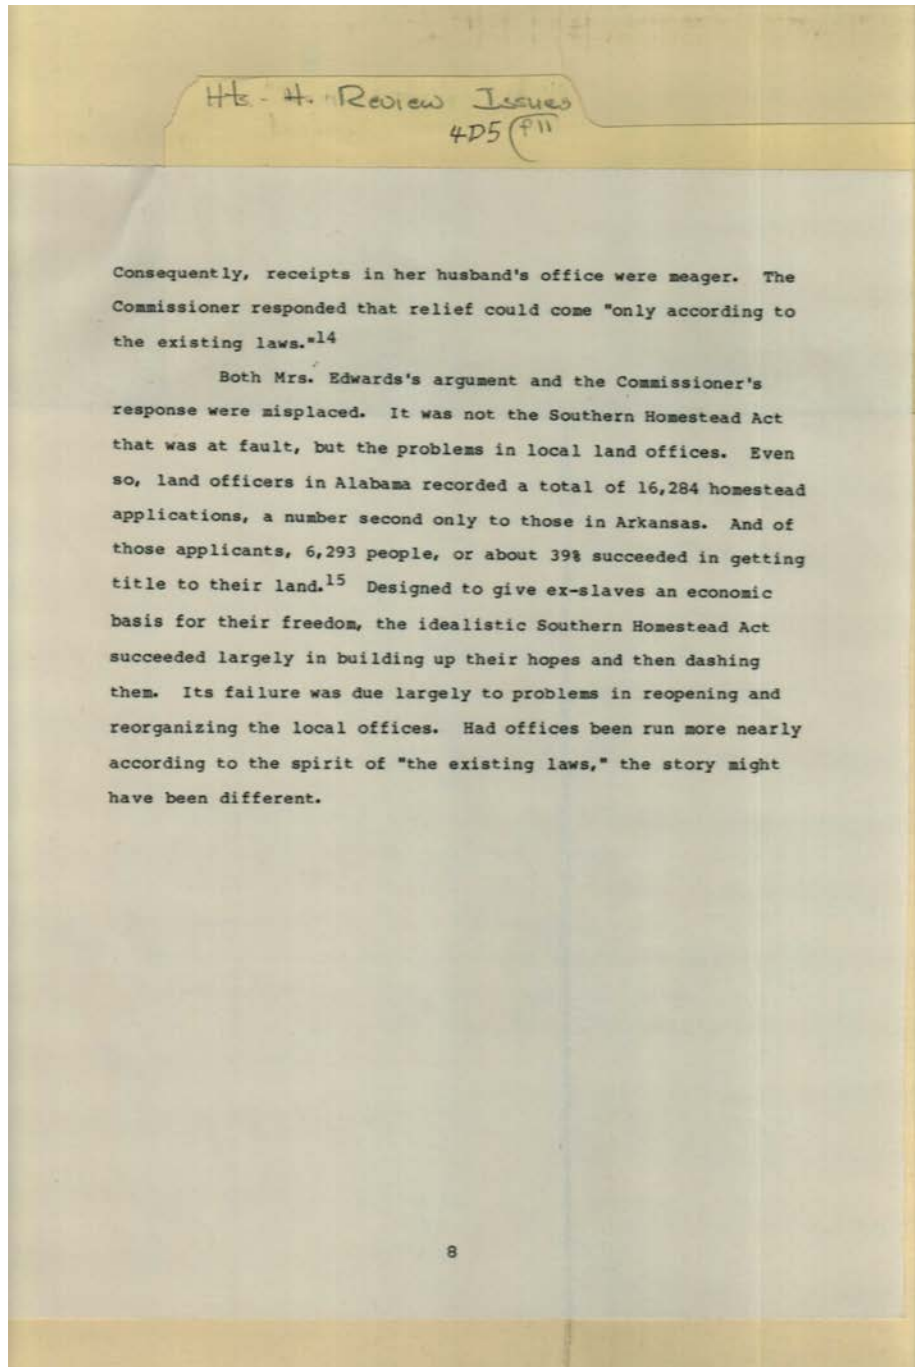 Hts - H. Review Issues
4D5 (P11
Consequently, receipts in her husband's office were meager. The
Commissioner responded that relief could come "only according to
the existing laws."14
Both Mrs. Edwards's argument and the Commissioner's
response were misplaced. It was not the Southern Homestead Act
that was at fault, but the problems in local land offices. Even
so, land officers in Alabama recorded a total of 16,284 homestead
applications, a number second only to those in Arkansas. And of
those applicants, 6,293 people, or about 39% succeeded in getting
title to their land.15 Designed to give ex-slaves an economic
basis for their freedom, the idealistic Southern Homestead Act
succeeded largely in building up their hopes and then dashing
them. Its failure was due largely to problems in reopening and
reorganizing the local offices. Had offices been run more nearly
according to the spirit of "the existing laws," the story might
have been different.
8